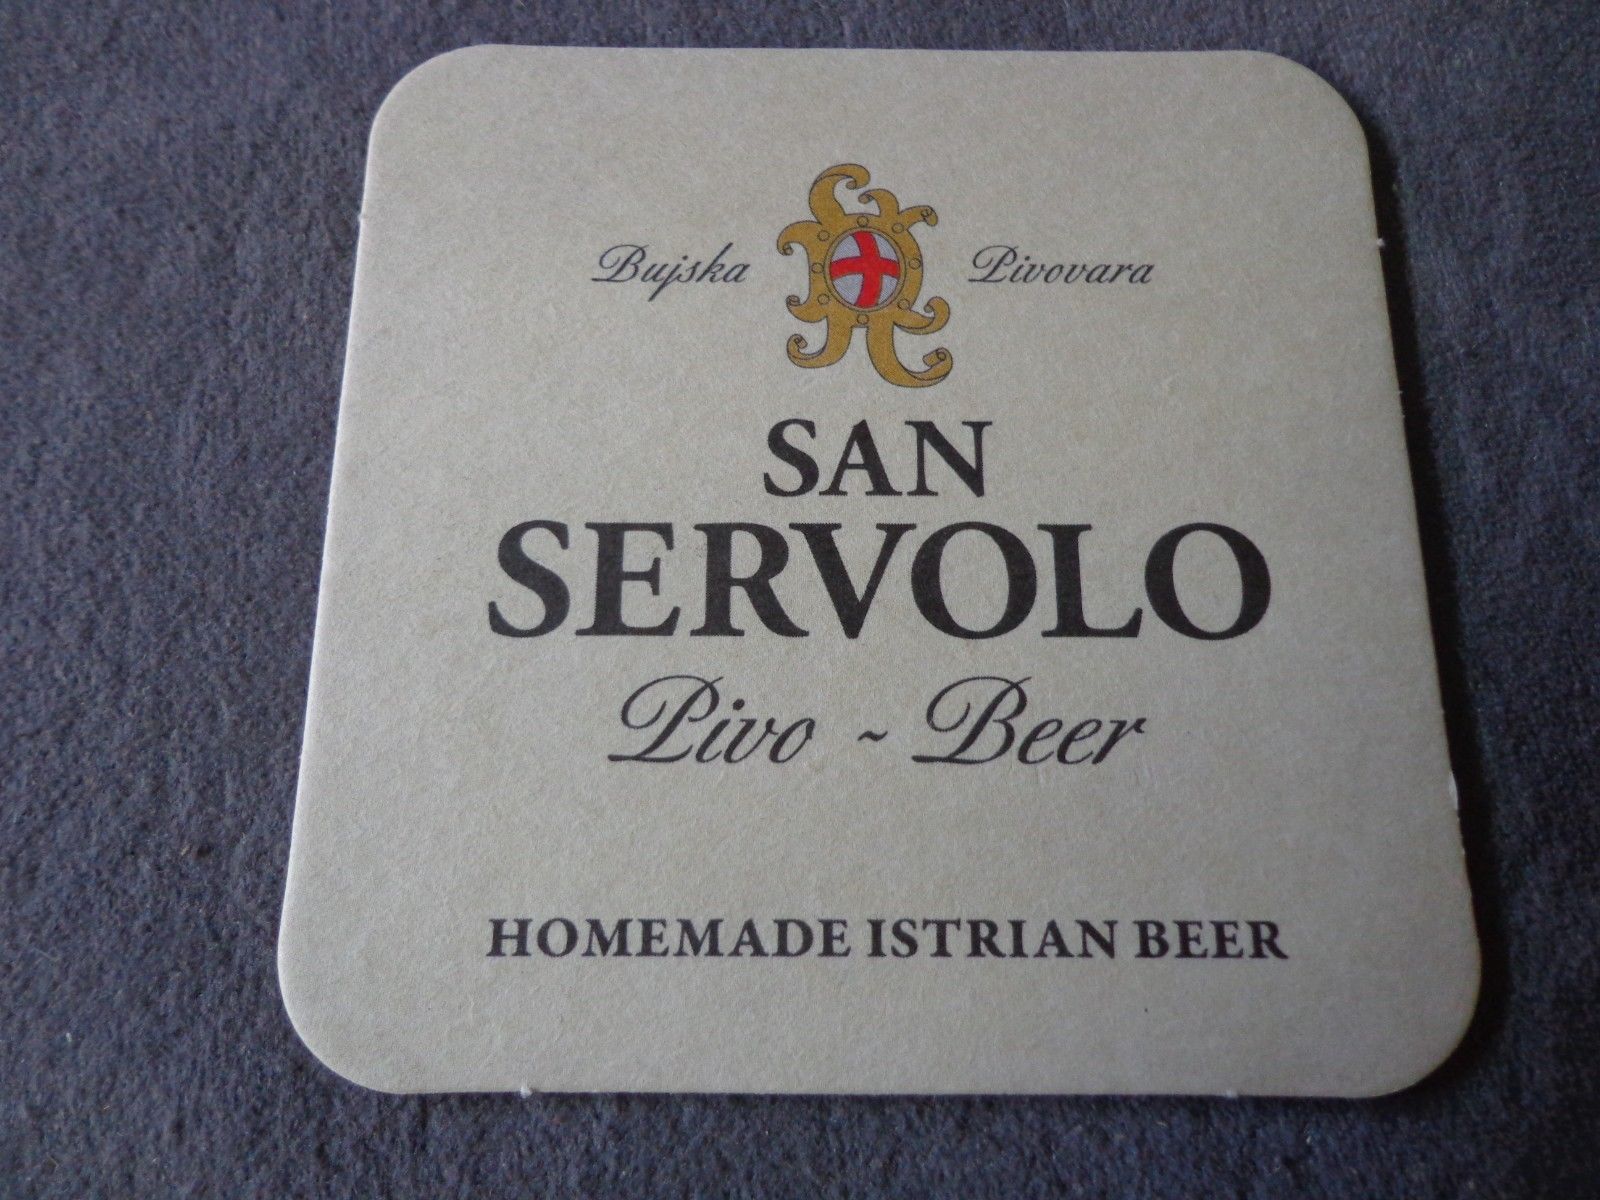 Bujska Pivovara
SAN
SERVOLO
Pivo ~ Beer
HOMEMADE ISTRIAN BEER